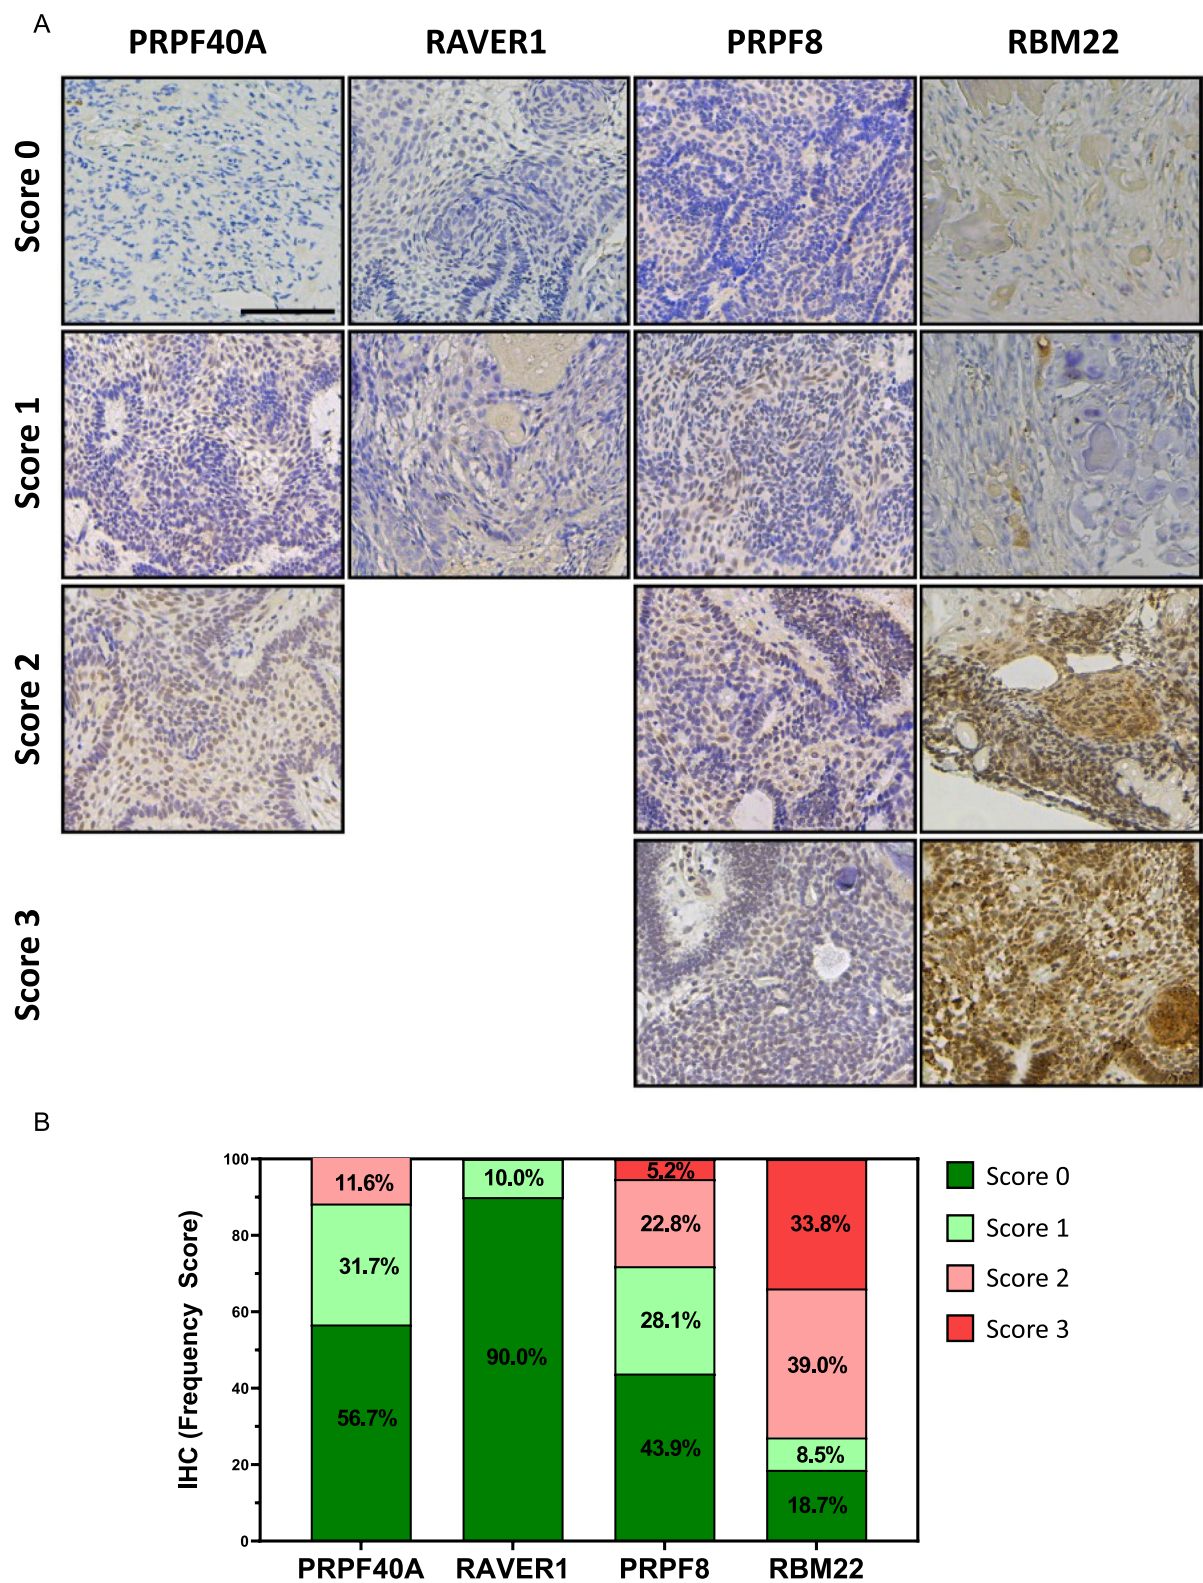 A
PRPF40A RAVER1 PRPF8 RBM22
Score 0
Score 1
Score 2
Score 3
B
IHC (Frequency Score)
100
80
60
40
20
0
11.6%
31.7%
56.7%
10.0%
90.0%
5.2%
22.8%
28.1%
43.9%
33.8%
39.0%
8.5%
18.7%
PRPF40A RAVER1 PRPF8 RBM22
Score 0
Score 1
Score 2
Score 3